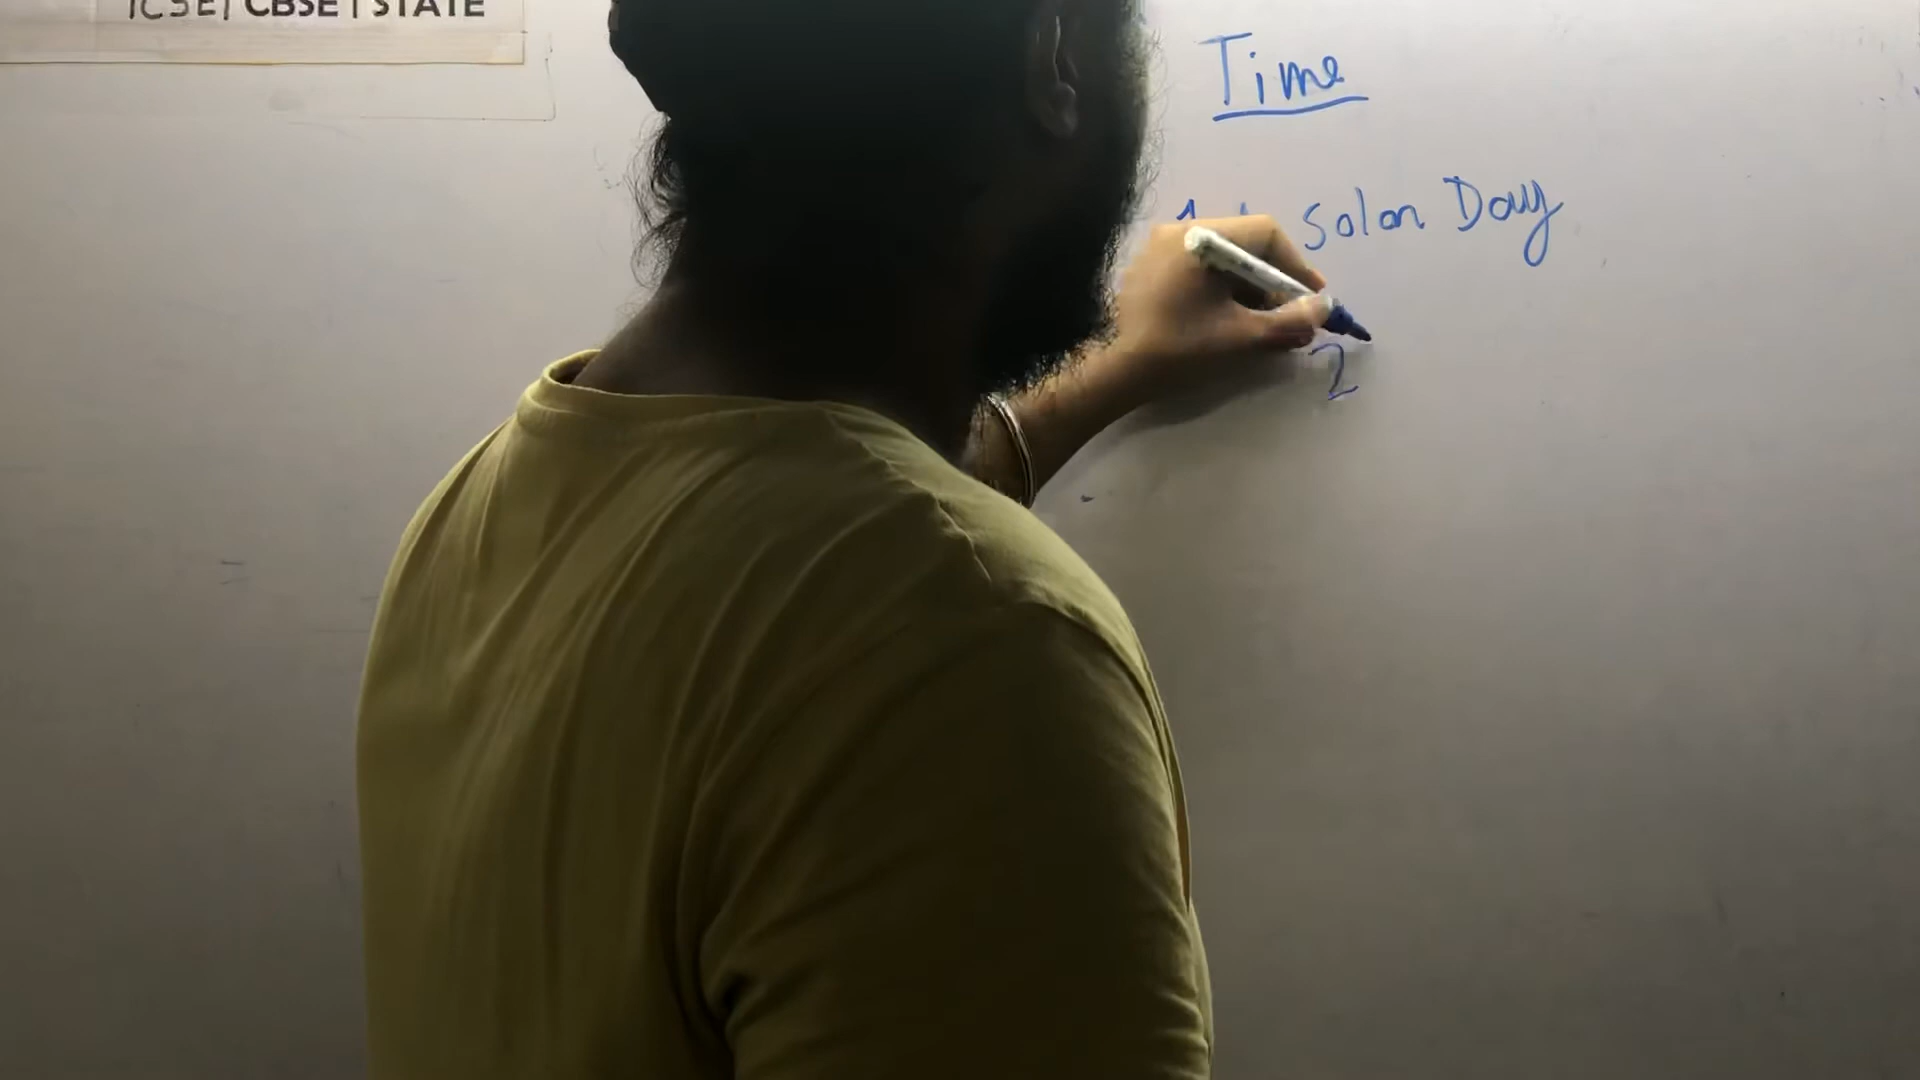 ICSE | CBSE | STATE
Time
Solar Day
2